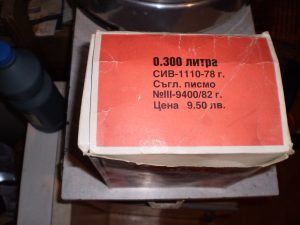 0.300 литра
СИВ-1110-78 г.
Съгл. писмо
№III-9400/82 г.
Цена 9.50 лв.